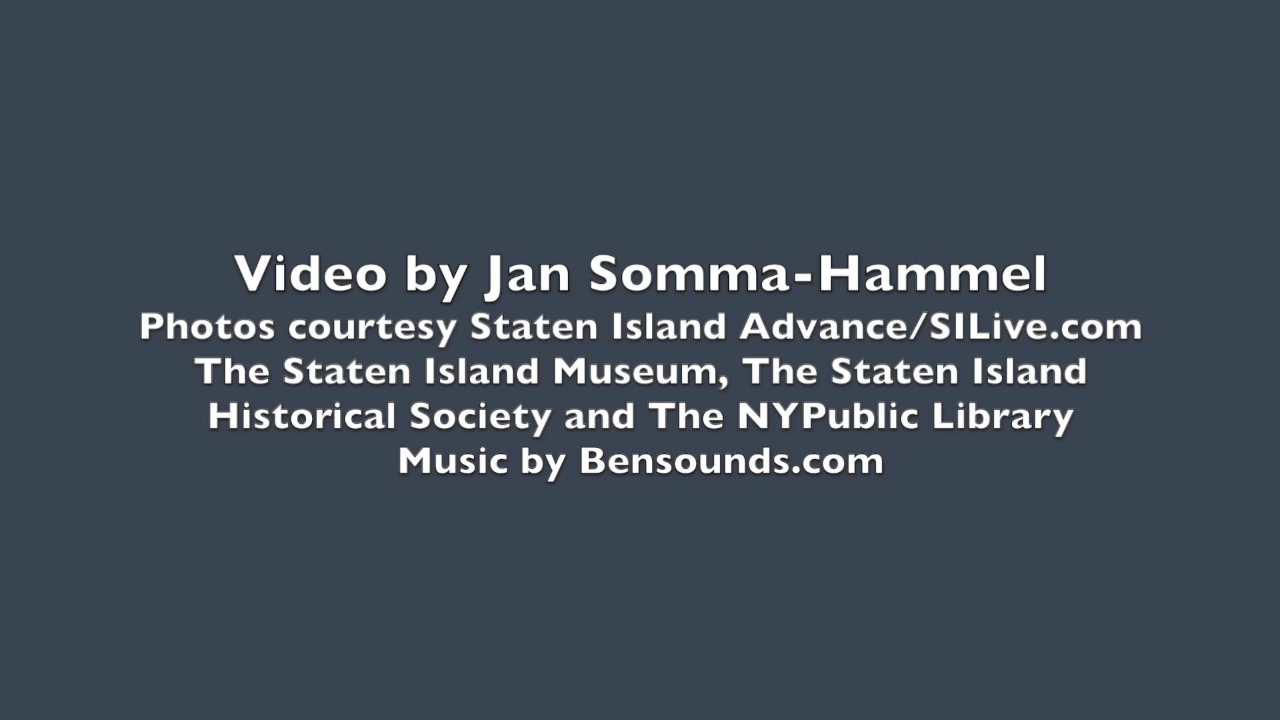 Video by Jan Somma-Hammel
Photos courtesy Staten Island Advance/SILive.com
The Staten Island Museum, The Staten Island
Historical Society and The NYPublic Library
Music by Bensounds.com